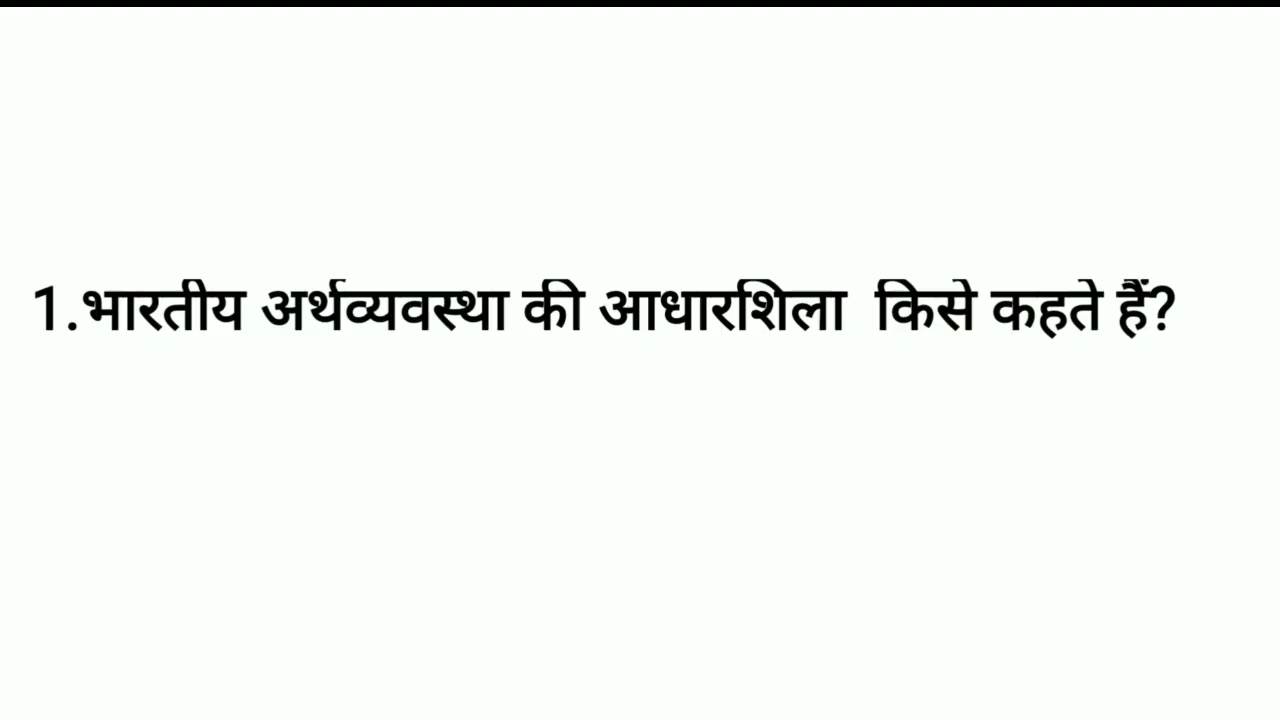 1.भारतीय अर्थव्यवस्था की आधारशिला किसे कहते हैं?